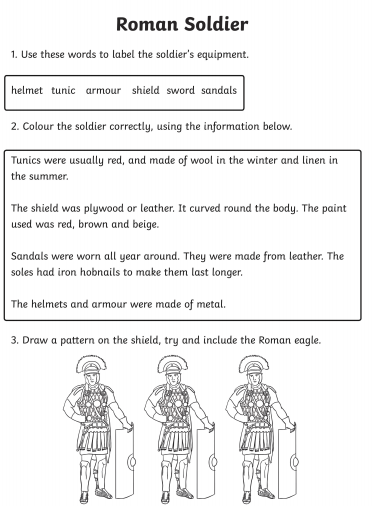 Roman Soldier
1. Use these words to label the soldier's equipment.
helmet tunic armour shield sword sandals
2. Colour the soldier correctly, using the information below.
Tunics were usually red, and made of wool in the winter and linen in
the summer.
The shield was plywood or leather. It curved round the body. The paint
used was red, brown and beige.
Sandals were worn all year around. They were made from leather. The
soles had iron hobnails to make them last longer.
The helmets and armour were made of metal.
3. Draw a pattern on the shield, try and include the Roman eagle.